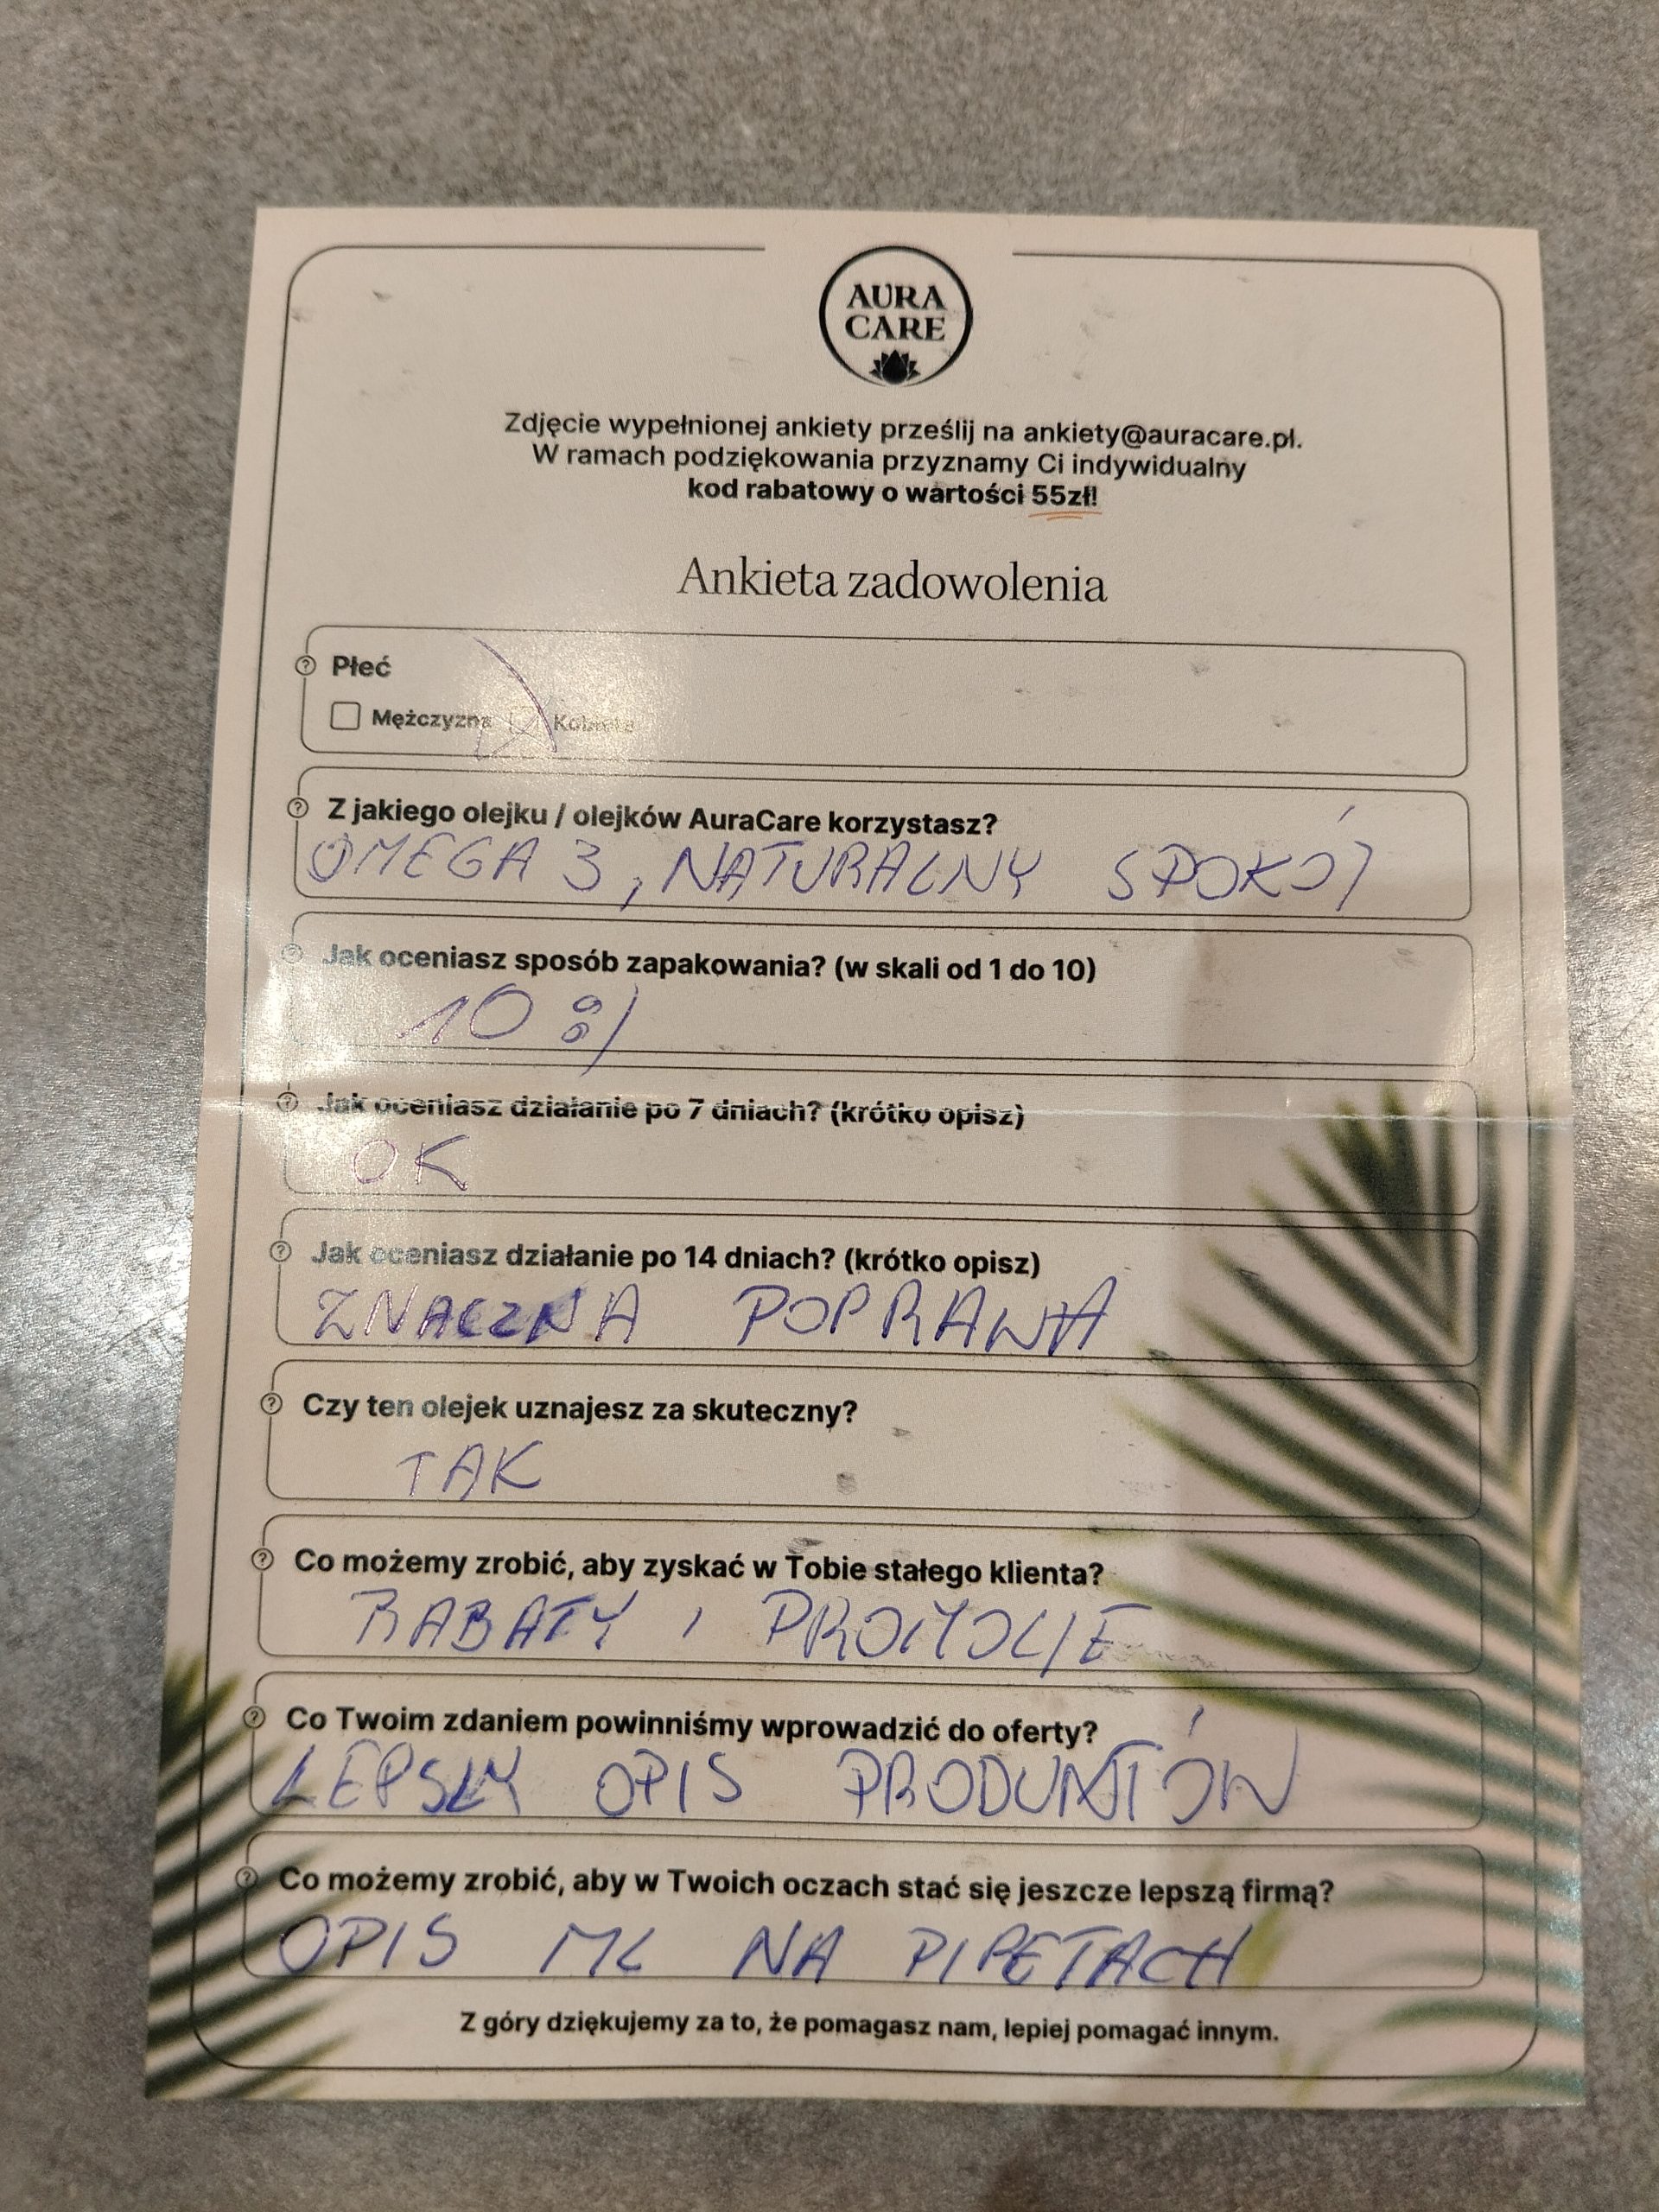 AURA
CARE
Zdjęcie wypełnionej ankiety prześlij na ankiety@auracare.pl.
W ramach podziękowania przyznamy Ci indywidualny
kod rabatowy o wartości 55zł!
Ankieta zadowolenia
Płeć
Mężczyzna Kobieta
Z jakiego olejku / olejków AuraCare korzystasz?
OMEGA 3, NATURALNY SPOKÓJ
Jak oceniasz sposób zapakowania? (w skali od 1 do 10)
10 :)
Jak oceniasz działanie po 7 dniach? (krótko opisz)
OK
Jak oceniasz działanie po 14 dniach? (krótko opisz)
ZNACZNA POPRAWA
Czy ten olejek uznajesz za skuteczny?
TAK
Co możemy zrobić, aby zyskać w Tobie stałego klienta?
RABATY I PROMOCJE
Co Twoim zdaniem powinniśmy wprowadzić do oferty?
LEPSZY OPIS PRODUKTÓW
Co możemy zrobić, aby w Twoich oczach stać się jeszcze lepszą firmą?
OPIS ML NA PIPETACH
Z góry dziękujemy za to, że pomagasz nam, lepiej pomagać innym.